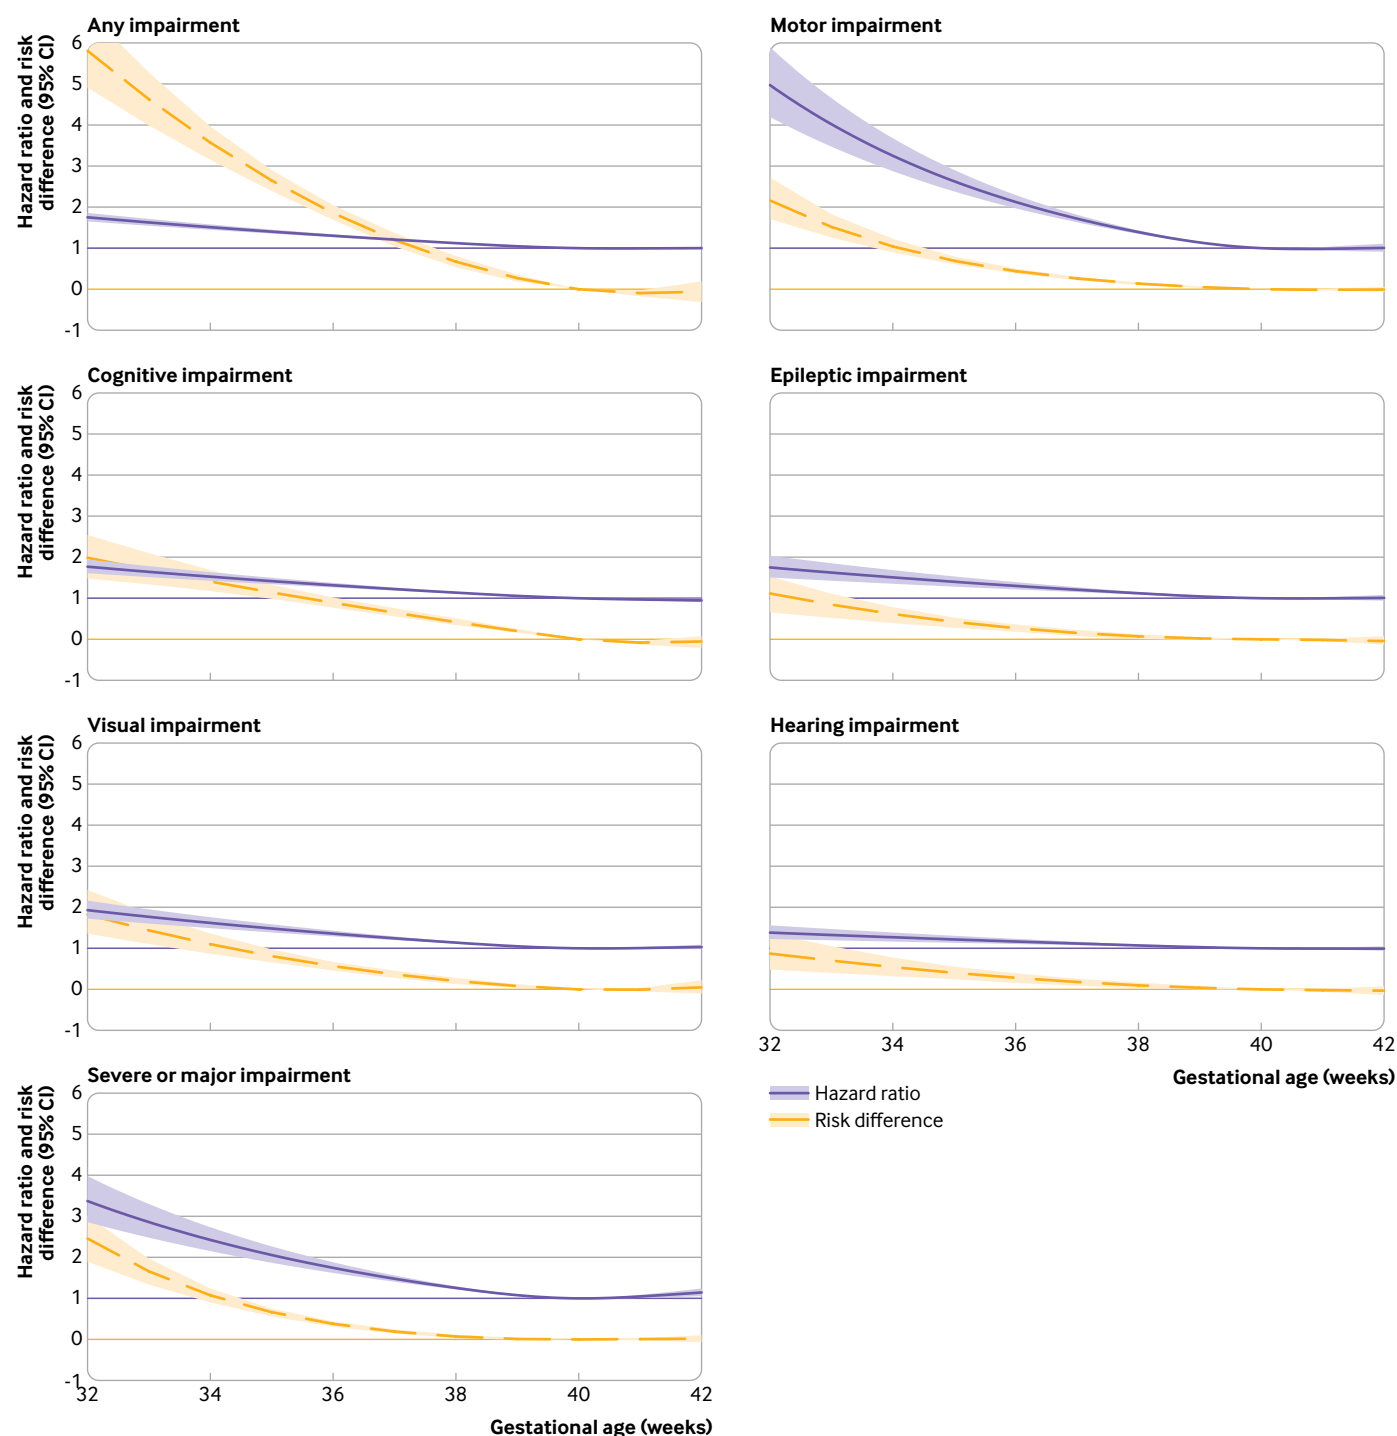 Any impairment
Hazard ratio and risk
difference (95% CI)
6
5
4
3
2
1
0
-1
Motor impairment
Cognitive impairment
Hazard ratio and risk
difference (95% CI)
6
5
4
3
2
1
0
-1
Epileptic impairment
Visual impairment
Hazard ratio and risk
difference (95% CI)
6
5
4
3
2
1
0
-1
Hearing impairment
32 34 36 38 40 42
Gestational age (weeks)
Hazard ratio
Risk difference
Severe or major impairment
Hazard ratio and risk
difference (95% CI)
6
5
4
3
2
1
0
-1
32 34 36 38 40 42
Gestational age (weeks)